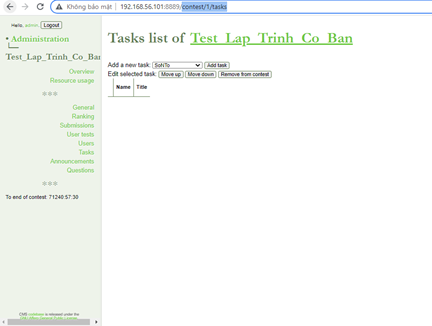 Không bảo mật | 192.168.56.101:8889/contest/1/tasks
Hello, admin Logout
Administration
Test_Lap_Trinh_Co_Ban
Overview
Resource usage
General
Ranking
Submissions
User tests
Users
Tasks
Announcements
Questions
To end of contest: 71240:57:30
CMS is released under the
Tasks list of Test_Lap_Trinh_Co_Ban
Add a new task: SoNTo Add task
Edit selected task: Move up Move down Remove from contest
Name Title